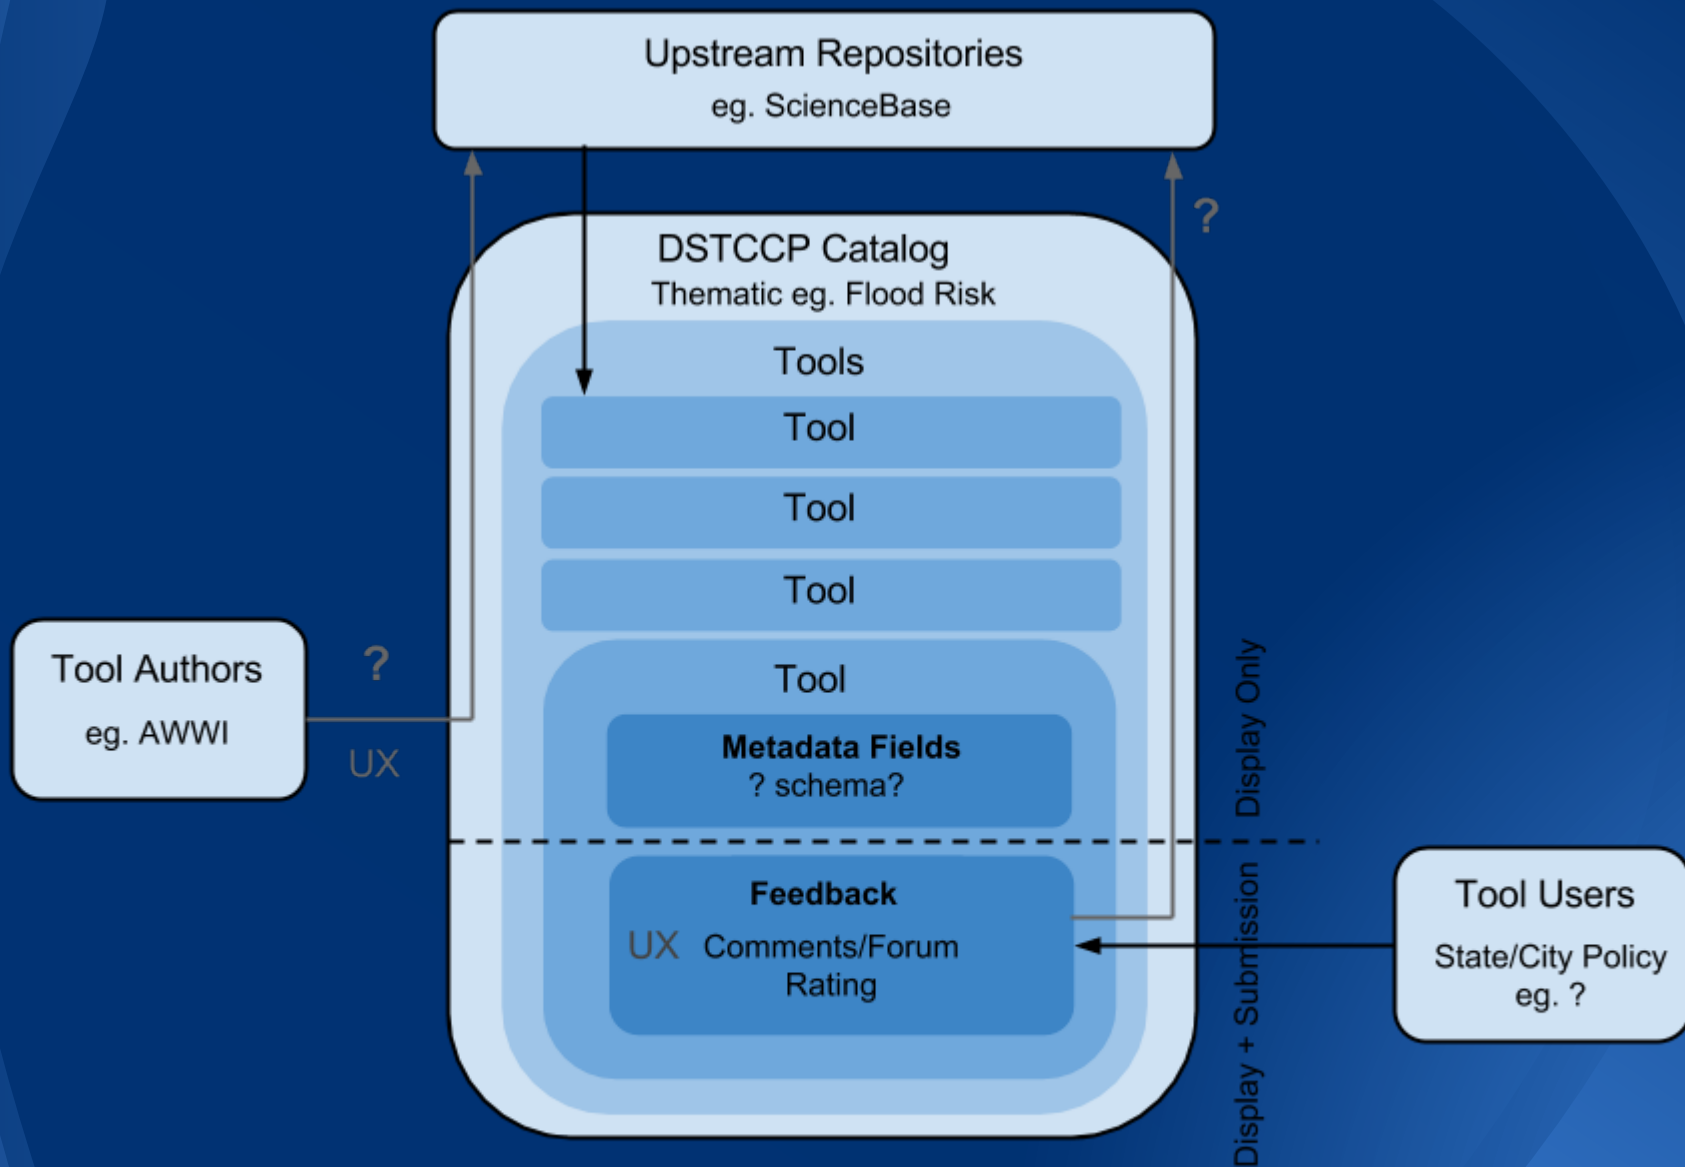 Upstream Repositories
eg. ScienceBase
?
DSTCCP Catalog
Thematic eg. Flood Risk
Tools
Tool
Tool
Tool
Tool Authors
eg. AWWI
?
UX
Tool
Metadata Fields
? schema?
Display Only
Feedback
UX Comments/Forum
Rating
Display + Submission
Tool Users
State/City Policy
eg. ?